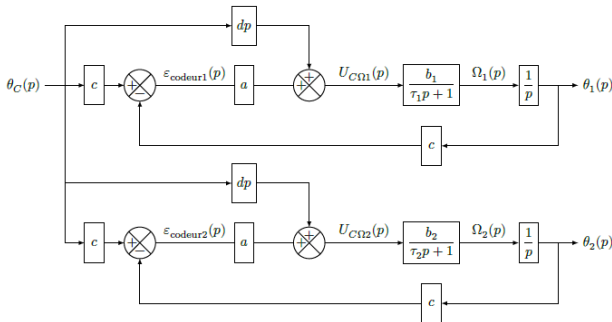 dp
θ_C(p) c + − ε_codeur1(p) a + + U_CΩ1(p) b_1/(τ_1p + 1) Ω_1(p) 1/p θ_1(p)
c
dp
c + − ε_codeur2(p) a + + U_CΩ2(p) b_2/(τ_2p + 1) Ω_2(p) 1/p θ_2(p)
c